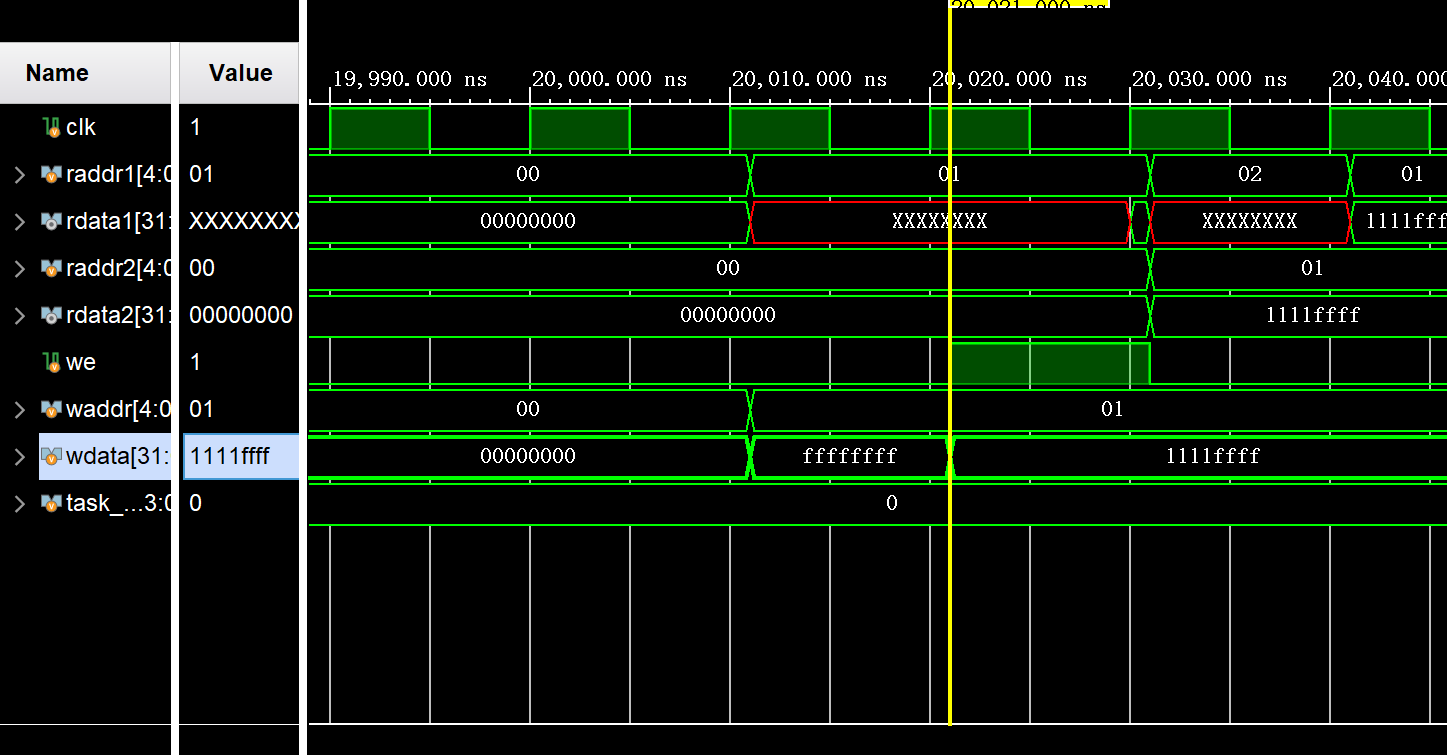 20,021.000 ns
Name Value
19,990.000 ns 20,000.000 ns 20,010.000 ns 20,020.000 ns 20,030.000 ns 20,040.000
clk 1
raddr1[4:0 01 00 01 02 01
rdata1[31: XXXXXXXX 00000000 XXXXXXXX XXXXXXXX 1111fff
raddr2[4:0 00 00 01
rdata2[31: 00000000 00000000 1111ffff
we 1
waddr[4:0 01 00 01
wdata[31: 1111ffff 00000000 ffffffff 1111ffff
task_...3:0 0 0